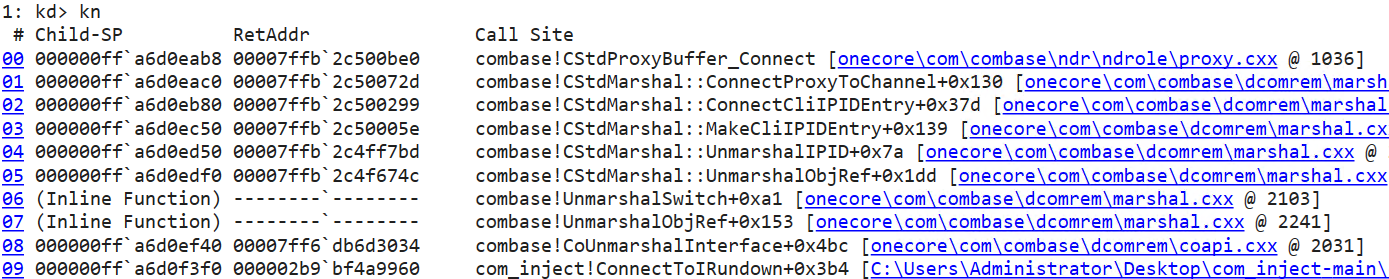 1: kd> kn
 # Child-SP          RetAddr               Call Site
00 000000ff`a6d0eab8 00007ffb`2c500be0     combase!CStdProxyBuffer_Connect [onecore\com\combase\ndr\ndrole\proxy.cxx @ 1036]
01 000000ff`a6d0eac0 00007ffb`2c50072d     combase!CStdMarshal::ConnectProxyToChannel+0x130 [onecore\com\combase\dcomrem\marsh
02 000000ff`a6d0eb80 00007ffb`2c500299     combase!CStdMarshal::ConnectCliIPIDEntry+0x37d [onecore\com\combase\dcomrem\marshal
03 000000ff`a6d0ec50 00007ffb`2c50005e     combase!CStdMarshal::MakeCliIPIDEntry+0x139 [onecore\com\combase\dcomrem\marshal.cx
04 000000ff`a6d0ed50 00007ffb`2c4ff7bd     combase!CStdMarshal::UnmarshalIPID+0x7a [onecore\com\combase\dcomrem\marshal.cxx @
05 000000ff`a6d0edf0 00007ffb`2c4f674c     combase!CStdMarshal::UnmarshalObjRef+0x1dd [onecore\com\combase\dcomrem\marshal.cxx
06 (Inline Function) --------`--------     combase!UnmarshalSwitch+0xa1 [onecore\com\combase\dcomrem\marshal.cxx @ 2103]
07 (Inline Function) --------`--------     combase!UnmarshalObjRef+0x153 [onecore\com\combase\dcomrem\marshal.cxx @ 2241]
08 000000ff`a6d0ef40 00007ff6`db6d3034     combase!CoUnmarshalInterface+0x4bc [onecore\com\combase\dcomrem\coapi.cxx @ 2031]
09 000000ff`a6d0f3f0 000002b9`bf4a9960     com_inject!ConnectToIRundown+0x3b4 [C:\Users\Administrator\Desktop\com_inject-main\